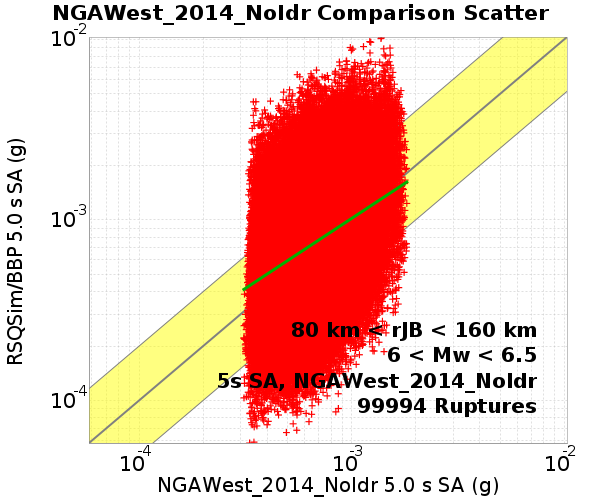 NGAWest_2014_NoIdr Comparison Scatter
RSQSim/BBP 5.0 s SA (g)
10-2
10-3
10-4
80 km < rJB < 160 km
6 < Mw < 6.5
5s SA, NGAWest_2014_NoIdr
99994 Ruptures
10-4 10-3 10-2
NGAWest_2014_NoIdr 5.0 s SA (g)